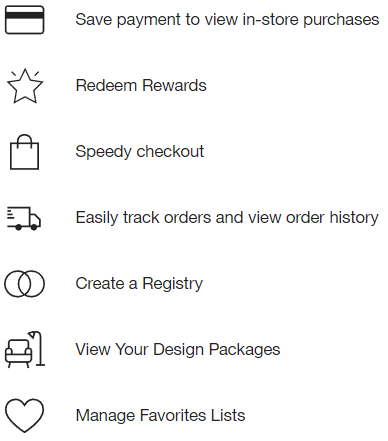 Save payment to view in-store purchases
Redeem Rewards
Speedy checkout
Easily track orders and view order history
Create a Registry
View Your Design Packages
Manage Favorites Lists